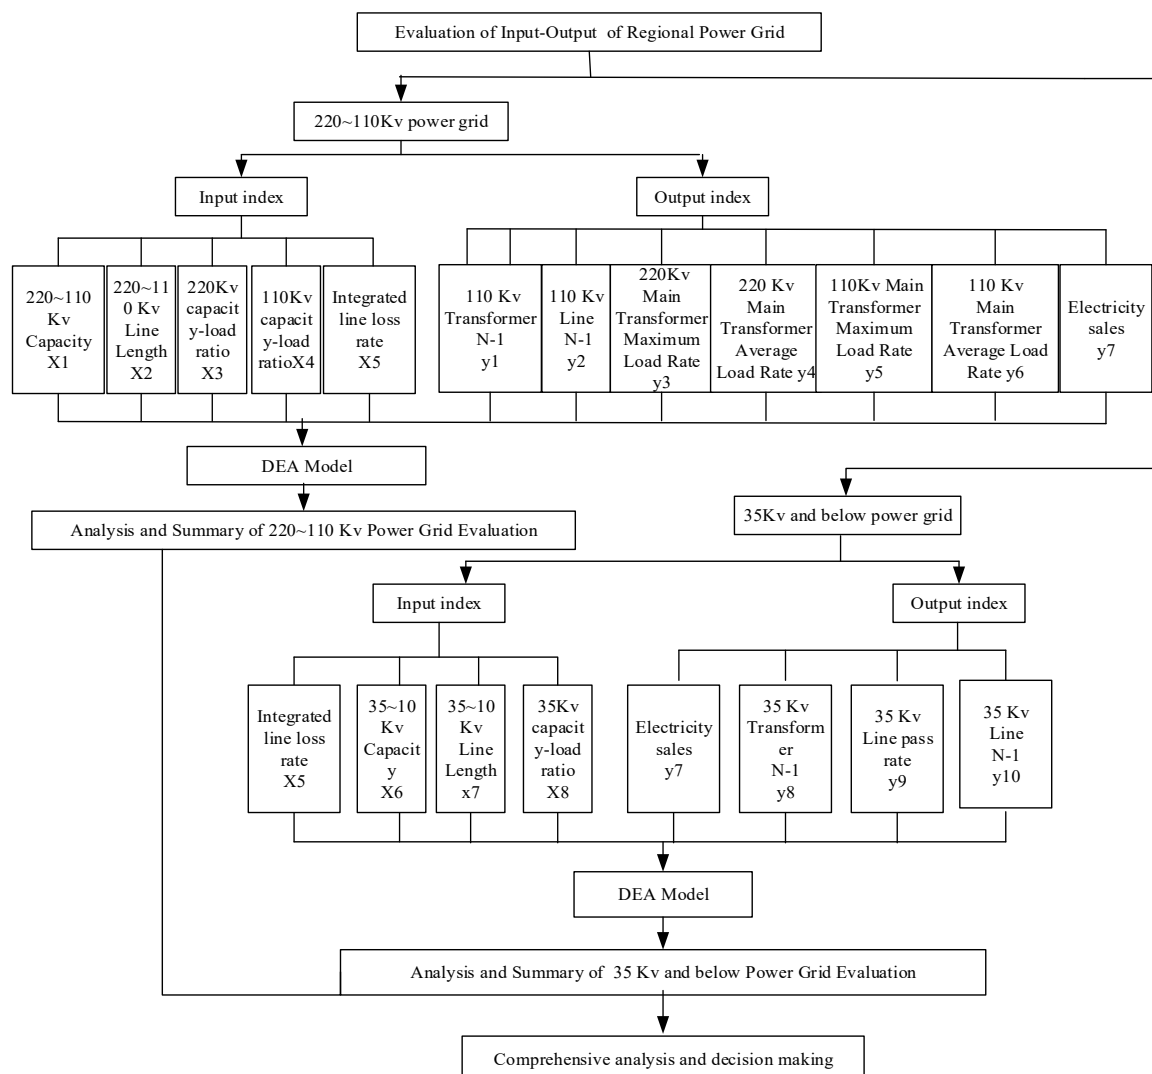 Evaluation of Input-Output of Regional Power Grid
220~110Kv power grid
Input index
Output index
220~110
Kv
Capacity
X1
220~11
0 Kv
Line
Length
X2
220Kv
capacit
y-load
ratio
X3
110Kv
capacit
y-load
ratioX4
Integrated
line loss
rate
X5
110 Kv
Transformer
N-1
y1
110 Kv
Line
N-1
y2
220Kv
Main
Transformer
Maximum
Load Rate
y3
220 Kv
Main
Transformer
Average
Load Rate y4
110Kv Main
Transformer
Maximum
Load Rate
y5
110 Kv
Main
Transformer
Average Load
Rate y6
Electricity
sales y7
DEA Model
Analysis and Summary of 220~110 Kv Power Grid Evaluation
35Kv and below power grid
Input index
Output index
Integrated
line loss
rate
X5
35~10
Kv
Capacit
y
X6
35~10
Kv
Line
Length
x7
35Kv
capacit
y-load
ratio
X8
Electricity
sales
y7
35 Kv
Transform
er
N-1
y8
35 Kv
Line pass
rate
y9
35 Kv
Line
N-1
y10
DEA Model
Analysis and Summary of 35 Kv and below Power Grid Evaluation
Comprehensive analysis and decision making